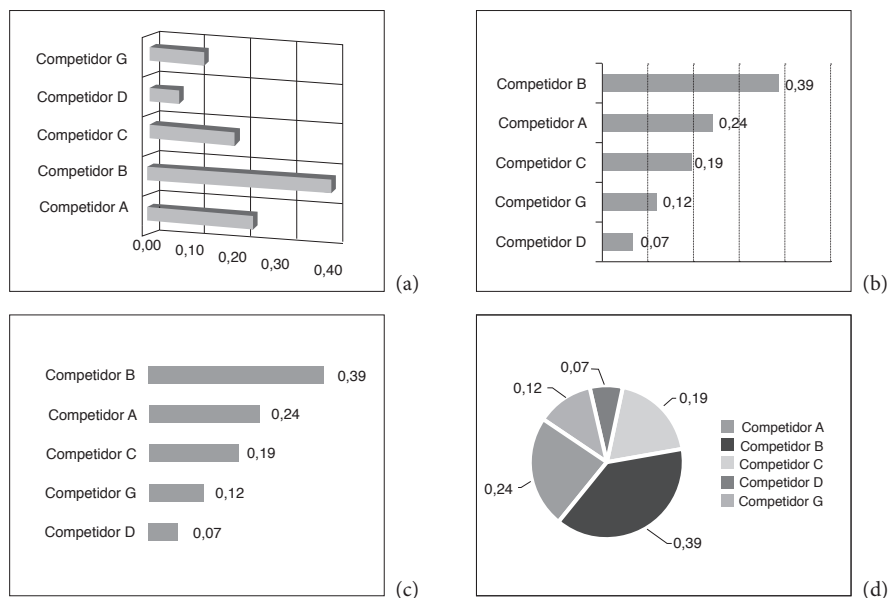 Competidor G
Competidor D
Competidor C
Competidor B
Competidor A
0,00 0,10 0,20 0,30 0,40
(a)
Competidor B 0,39
Competidor A 0,24
Competidor C 0,19
Competidor G 0,12
Competidor D 0,07
(b)
Competidor B 0,39
Competidor A 0,24
Competidor C 0,19
Competidor G 0,12
Competidor D 0,07
(c)
0,07
0,12
0,19
0,24
0,39
Competidor A
Competidor B
Competidor C
Competidor D
Competidor G
(d)